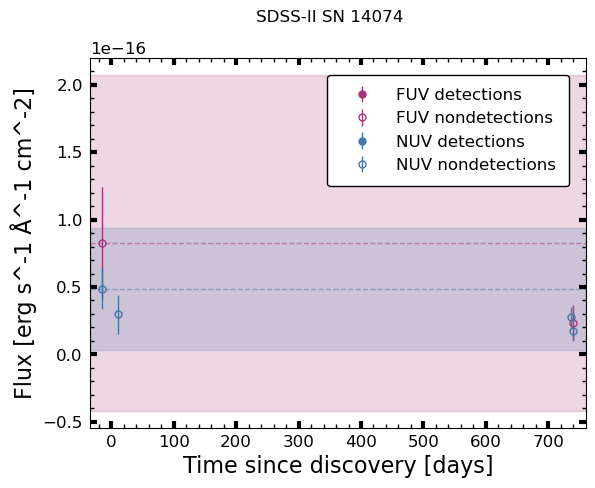 SDSS-II SN 14074
1e−16
FUV detections
FUV nondetections
NUV detections
NUV nondetections
2.0
1.5
1.0
0.5
0.0
−0.5
Flux [erg s^-1 Å^-1 cm^-2]
0 100 200 300 400 500 600 700
Time since discovery [days]